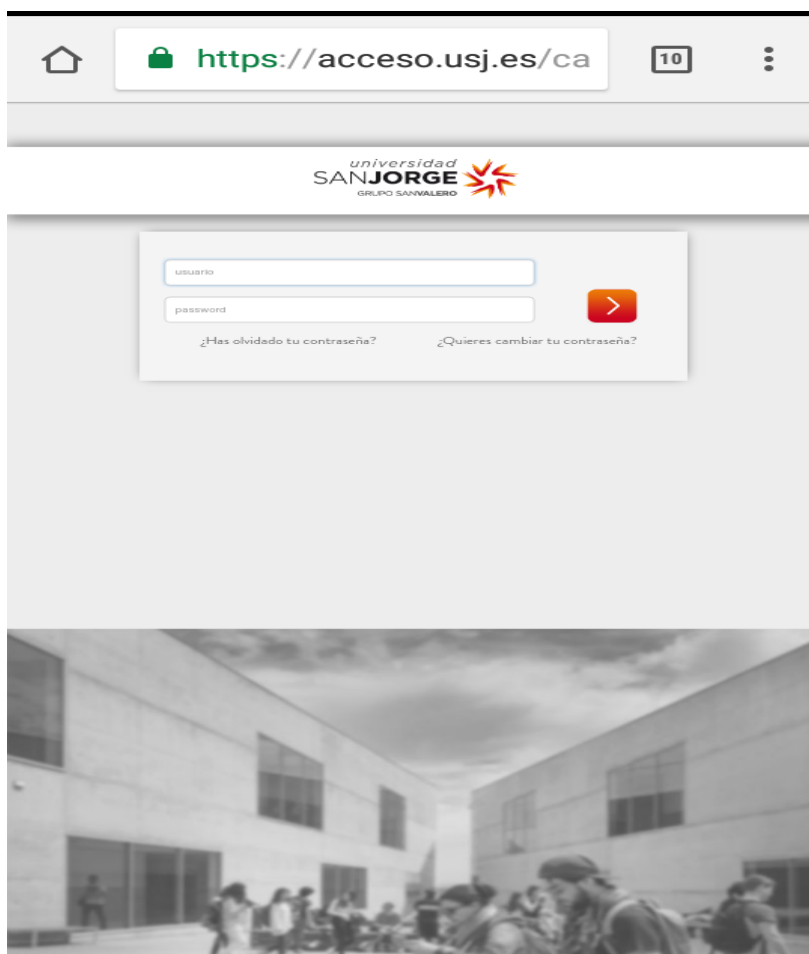 https://acceso.usj.es/ca
10
universidad
SANJORGE
GRUPO SANVALERO
usuario
password
¿Has olvidado tu contraseña? ¿Quieres cambiar tu contraseña?